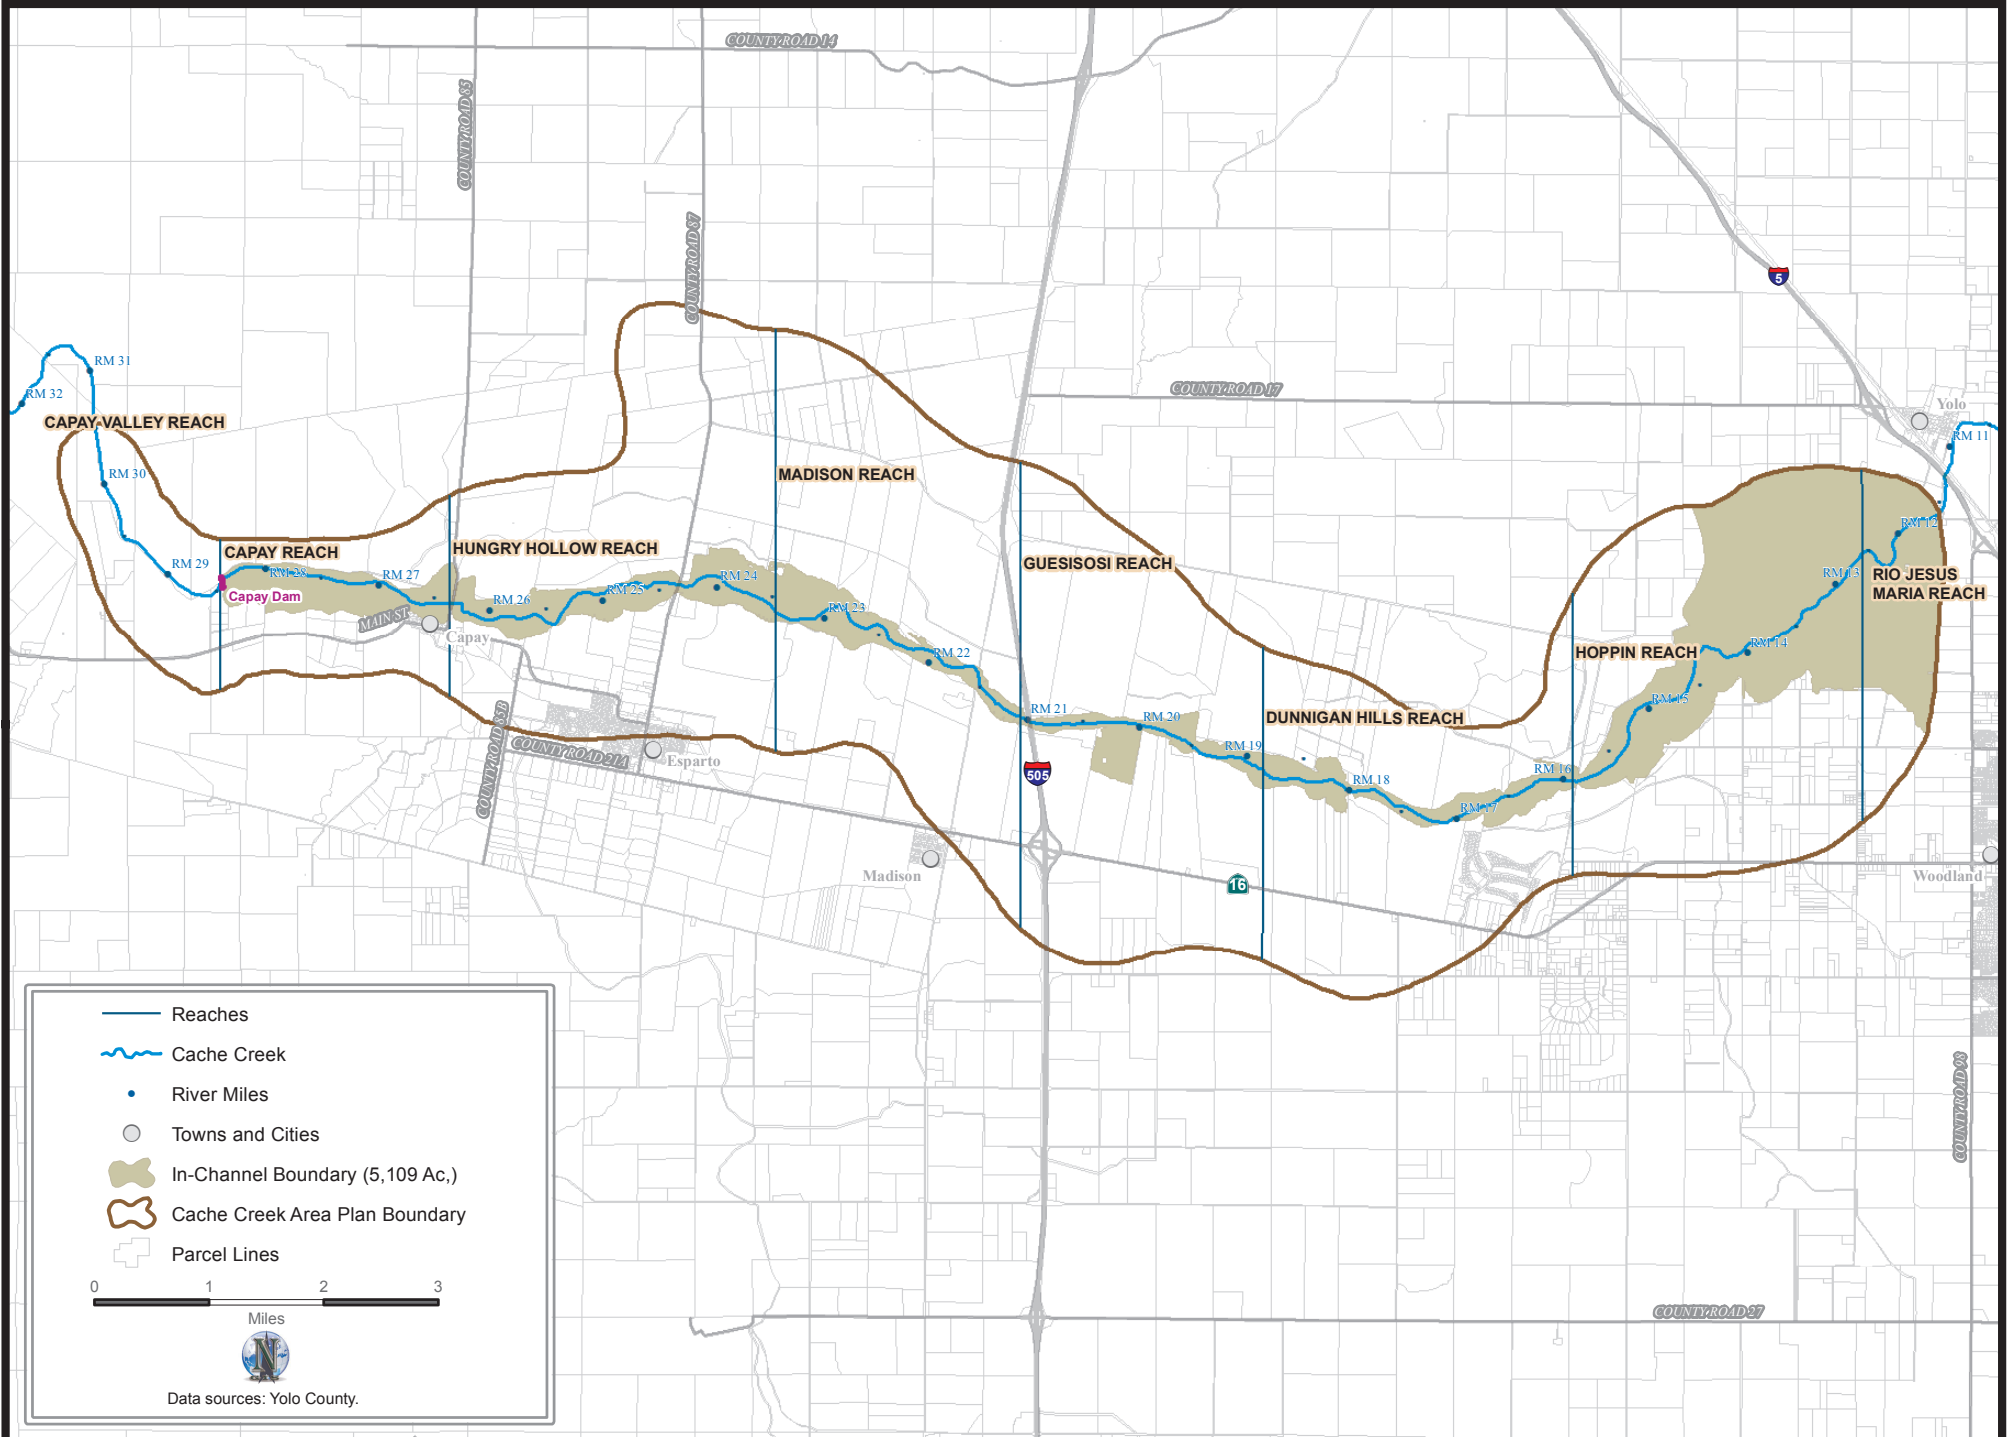 COUNTY ROAD 14
COUNTY ROAD 85
COUNTY ROAD 87
5
RM 31
RM 32
COUNTY ROAD 17
Yolo
CAPAY VALLEY REACH
RM 11
RM 30
MADISON REACH
RM 12
RM 29
CAPAY REACH
HUNGRY HOLLOW REACH
GUESISOSI REACH
RM 28
RM 27
RM 24
RM 13
RIO JESUS
MARIA REACH
Capay Dam
RM 26
RM 25
RM 23
MAIN ST
Capay
RM 22
HOPPIN REACH
RM 14
RM 15
RM 21
RM 20
DUNNIGAN HILLS REACH
COUNTY ROAD 85B
COUNTY ROAD 21A
Esparto
RM 19
505
RM 18
RM 16
RM 17
Madison
16
Woodland
Reaches
Cache Creek
River Miles
Towns and Cities
In-Channel Boundary (5,109 Ac,)
Cache Creek Area Plan Boundary
Parcel Lines
0 1 2 3
Miles
N
Data sources: Yolo County.
COUNTY ROAD 98
COUNTY ROAD 27